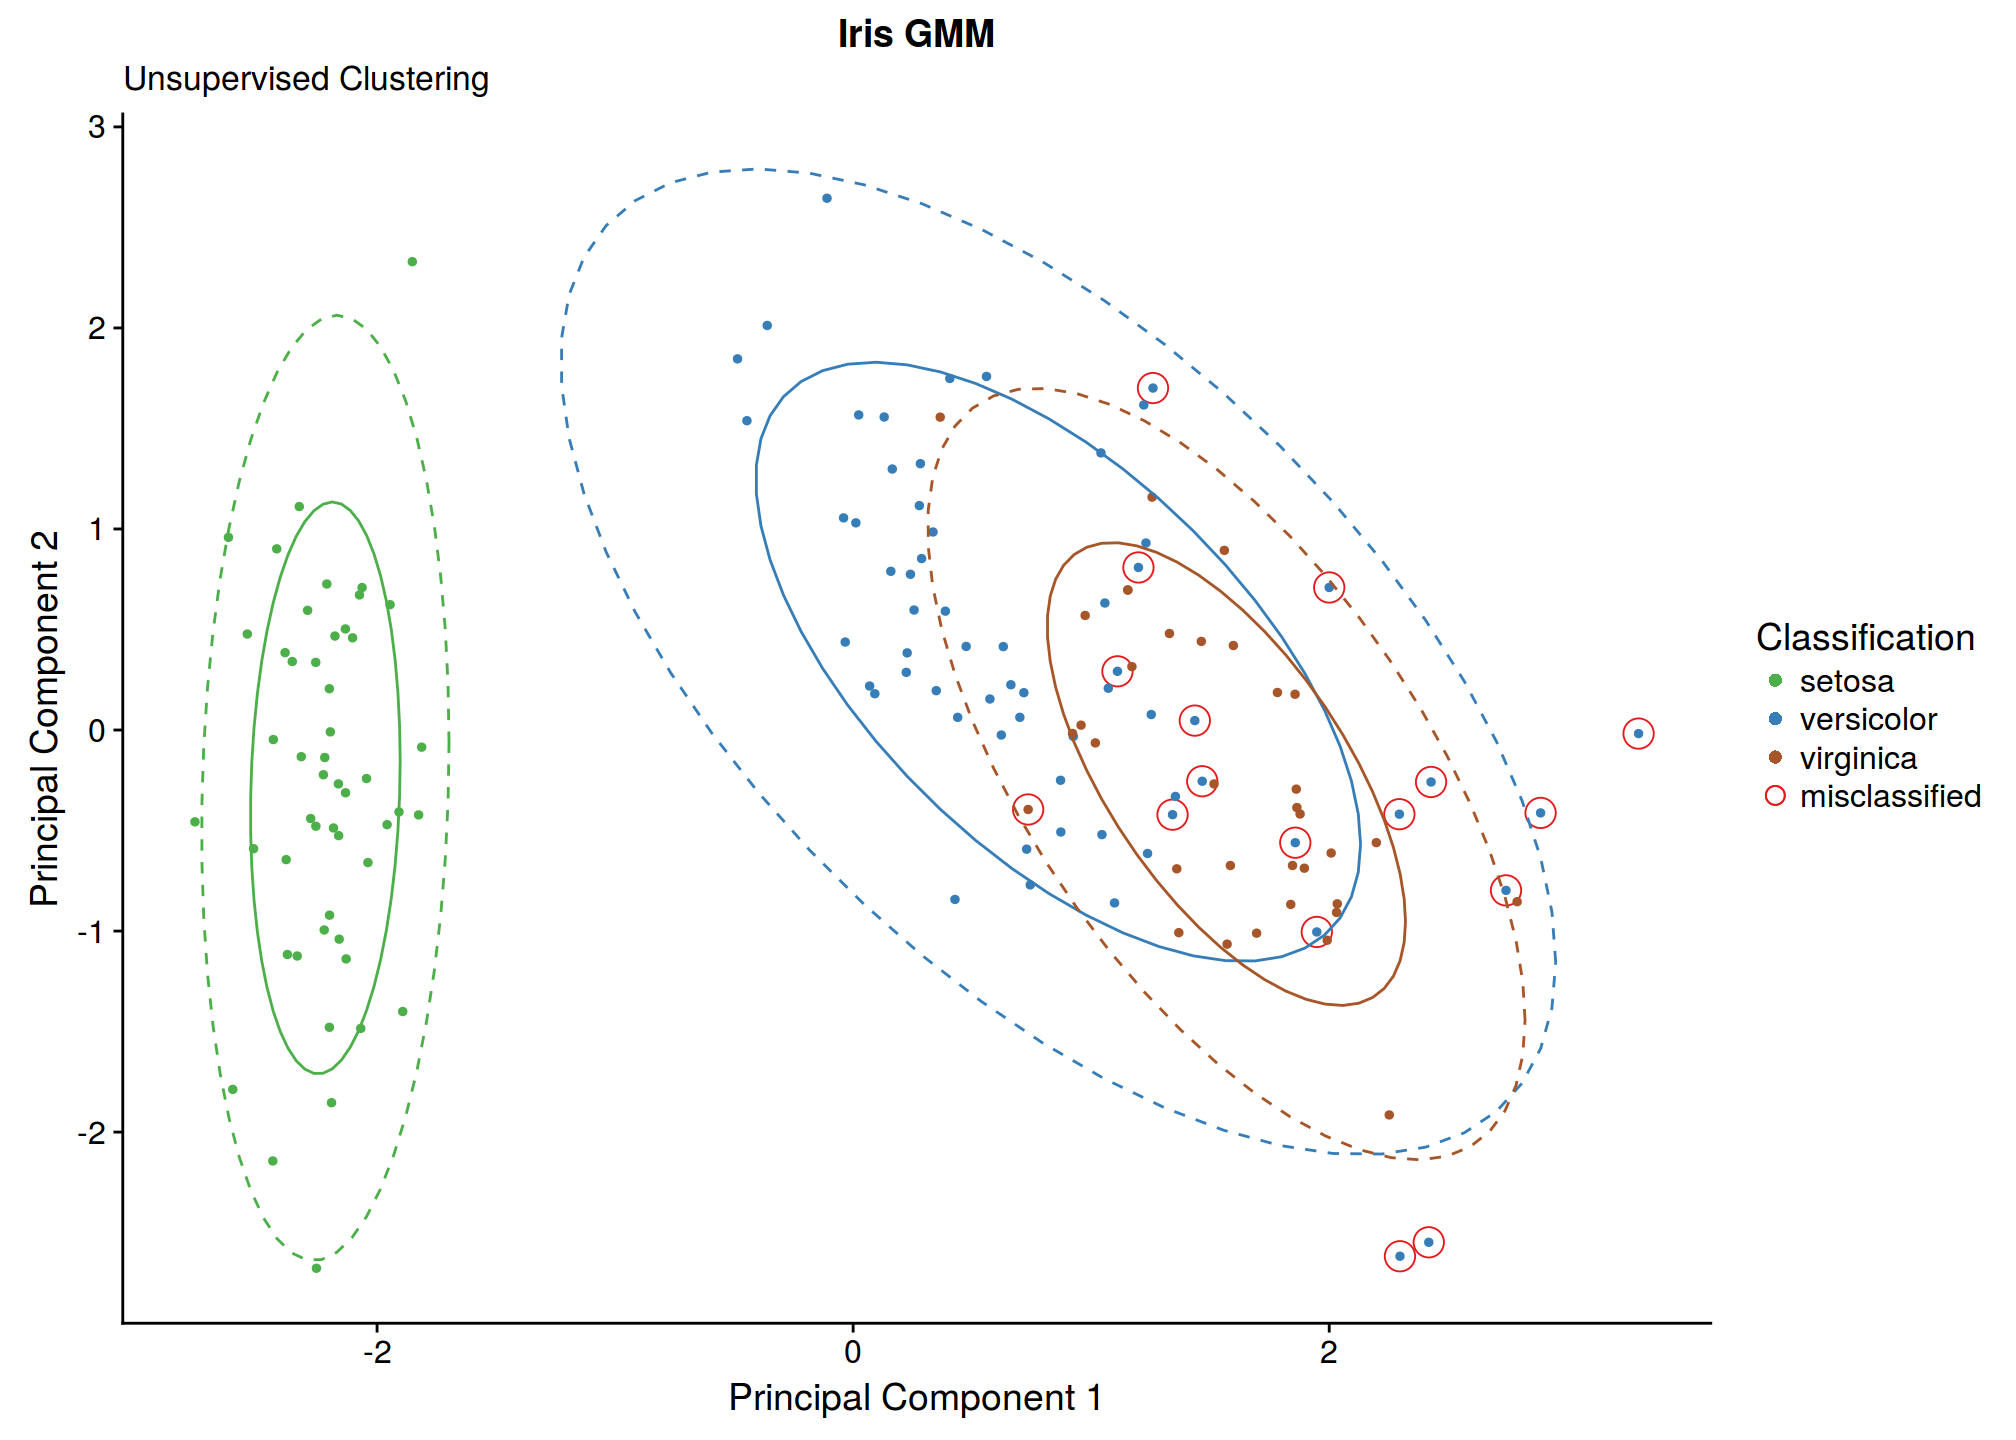 Iris GMM
Unsupervised Clustering
3
2
1
0
-1
-2
Principal Component 2
-2
0
2
Principal Component 1
Classification
setosa
versicolor
virginica
misclassified